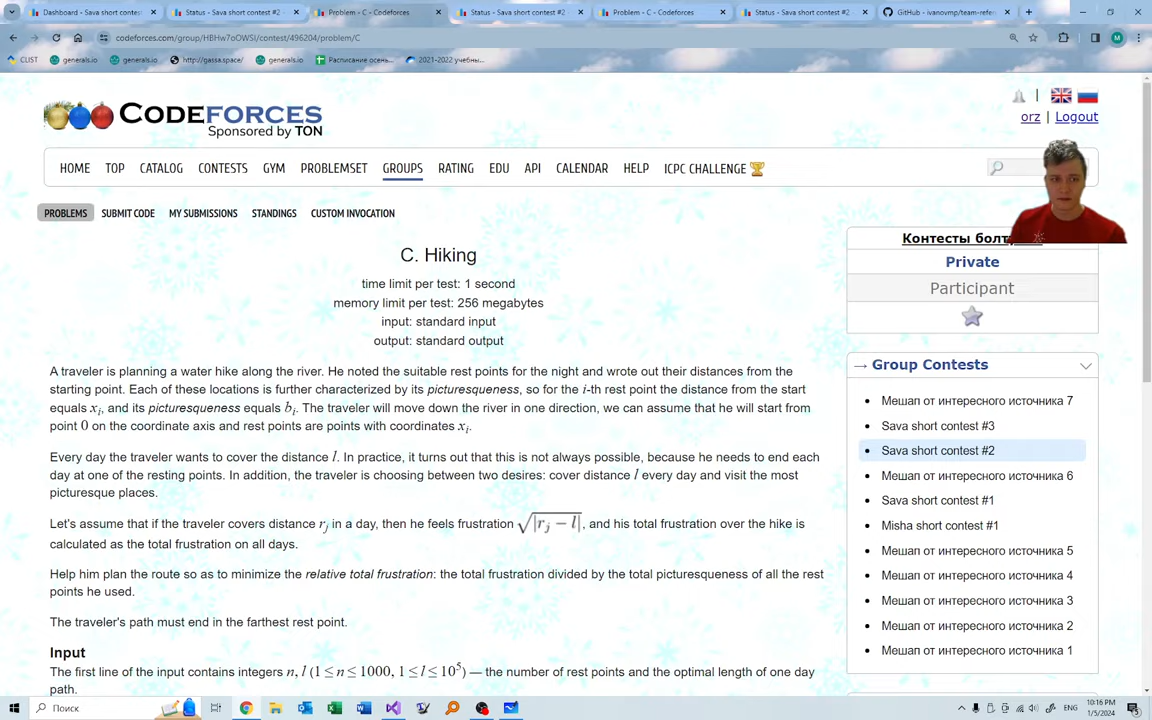 Dashboard - Sava short contes
Status - Sava short contest #2 -
Problem - C - Codeforces
Status - Sava short contest #2 -
Problem - C - Codeforces
Status - Sava short contest #2 -
GitHub - ivanovmp/team-refer
codeforces.com/group/HBHw7oOWSI/contest/496204/problem/C
CLIST
generals.io
generals.io
http://gassa.space/
generals.io
Расписание осень...
2021-2022 учебны...
CODEFORCES
Sponsored by TON
orz | Logout
HOME TOP CATALOG CONTESTS GYM PROBLEMSET GROUPS RATING EDU API CALENDAR HELP ICPC CHALLENGE
PROBLEMS SUBMIT CODE MY SUBMISSIONS STANDINGS CUSTOM INVOCATION
C. Hiking
time limit per test: 1 second
memory limit per test: 256 megabytes
input: standard input
output: standard output
A traveler is planning a water hike along the river. He noted the suitable rest points for the night and wrote out their distances from the
starting point. Each of these locations is further characterized by its picturesqueness, so for the i-th rest point the distance from the start
equals xi, and its picturesqueness equals bi. The traveler will move down the river in one direction, we can assume that he will start from
point 0 on the coordinate axis and rest points are points with coordinates xi.
Every day the traveler wants to cover the distance l. In practice, it turns out that this is not always possible, because he needs to end each
day at one of the resting points. In addition, the traveler is choosing between two desires: cover distance l every day and visit the most
picturesque places.
Let's assume that if the traveler covers distance rj in a day, then he feels frustration √|rj − l|, and his total frustration over the hike is
calculated as the total frustration on all days.
Help him plan the route so as to minimize the relative total frustration: the total frustration divided by the total picturesqueness of all the rest
points he used.
The traveler's path must end in the farthest rest point.
Input
The first line of the input contains integers n, l (1 ≤ n ≤ 1000, 1 ≤ l ≤ 10^5) — the number of rest points and the optimal length of one day
path.
Контесты
Private
Participant
→ Group Contests
Мешап от интересного источника 7
Sava short contest #3
Sava short contest #2
Мешап от интересного источника 6
Sava short contest #1
Misha short contest #1
Мешап от интересного источника 5
Мешап от интересного источника 4
Мешап от интересного источника 3
Мешап от интересного источника 2
Мешап от интересного источника 1
Поиск
ENG
10:16 PM
1/5/2024